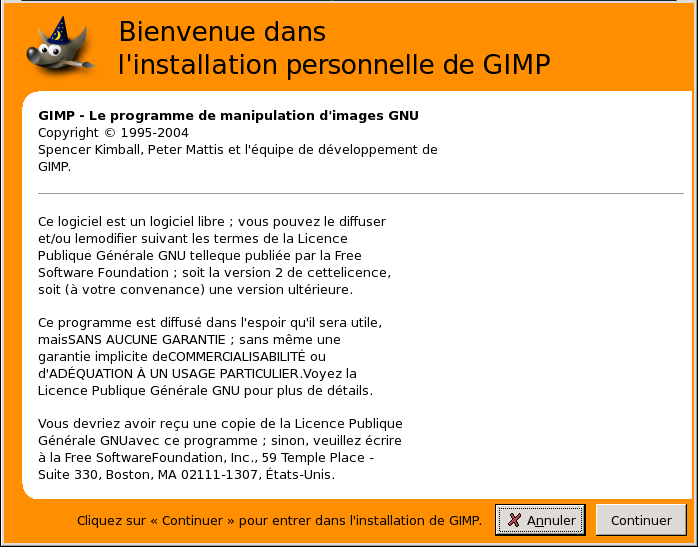 Bienvenue dans
l'installation personnelle de GIMP
GIMP - Le programme de manipulation d'images GNU
Copyright © 1995-2004
Spencer Kimball, Peter Mattis et l'équipe de développement de
GIMP.
Ce logiciel est un logiciel libre ; vous pouvez le diffuser
et/ou lemodifier suivant les termes de la Licence
Publique Générale GNU telleque publiée par la Free
Software Foundation ; soit la version 2 de cettelicence,
soit (à votre convenance) une version ultérieure.
Ce programme est diffusé dans l'espoir qu'il sera utile,
maisSANS AUCUNE GARANTIE ; sans même une
garantie implicite deCOMMERCIALISABILITÉ ou
d'ADÉQUATION À UN USAGE PARTICULIER.Voyez la
Licence Publique Générale GNU pour plus de détails.
Vous devriez avoir reçu une copie de la Licence Publique
Générale GNUavec ce programme ; sinon, veuillez écrire
à la Free SoftwareFoundation, Inc., 59 Temple Place -
Suite 330, Boston, MA 02111-1307, États-Unis.
Cliquez sur « Continuer » pour entrer dans l'installation de GIMP.
Annuler
Continuer